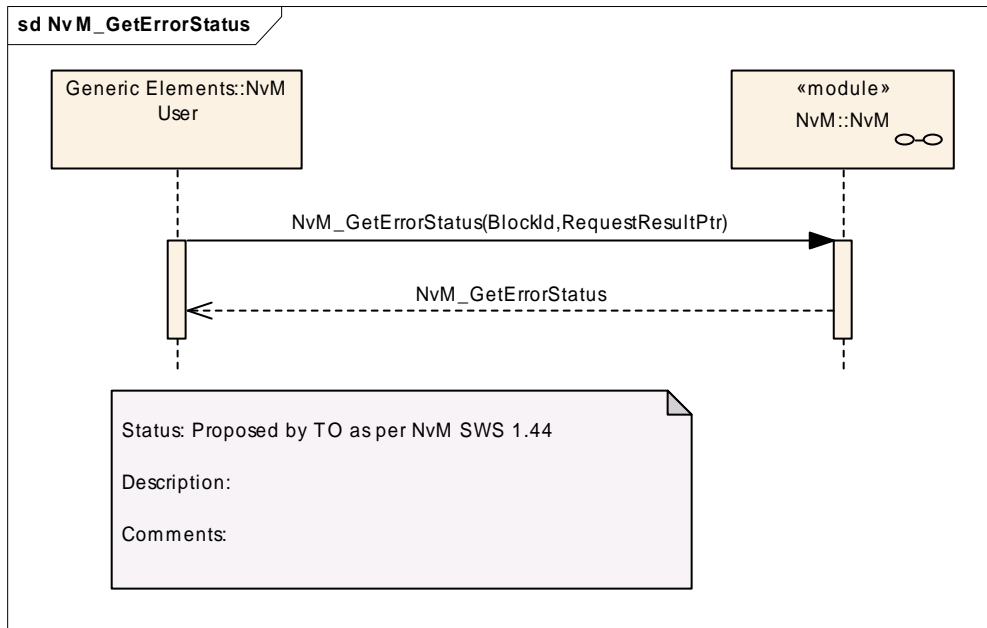 sd NvM_GetErrorStatus
Generic Elements::NvM
User
«module»
NvM::NvM
NvM_GetErrorStatus(BlockId,RequestResultPtr)
NvM_GetErrorStatus
Status: Proposed by TO as per NvM SWS 1.44
Description:
Comments: